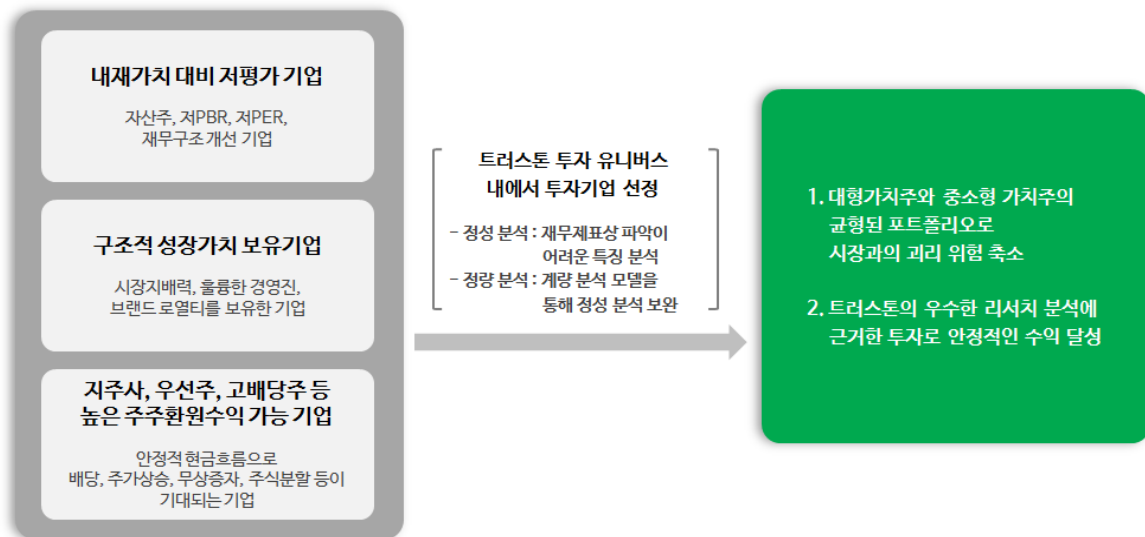 내재가치 대비 저평가 기업
자산주, 저PBR, 저PER,
재무구조 개선 기업
구조적 성장가치 보유기업
시장지배력, 훌륭한 경영진,
브랜드 로열티를 보유한 기업
지주사, 우선주, 고배당주 등
높은 주주환원수익 가능 기업
안정적 현금흐름으로
배당, 주가상승, 무상증자, 주식분할 등이
기대되는 기업
트러스톤 투자 유니버스
내에서 투자기업 선정
- 정성 분석 : 재무제표상 파악이
어려운 특징 분석
- 정량 분석 : 계량 분석 모델을
통해 정성 분석 보완
1. 대형가치주와 중소형 가치주의
균형된 포트폴리오로
시장과의 괴리 위험 축소
2. 트러스톤의 우수한 리서치 분석에
근거한 투자로 안정적인 수익 달성